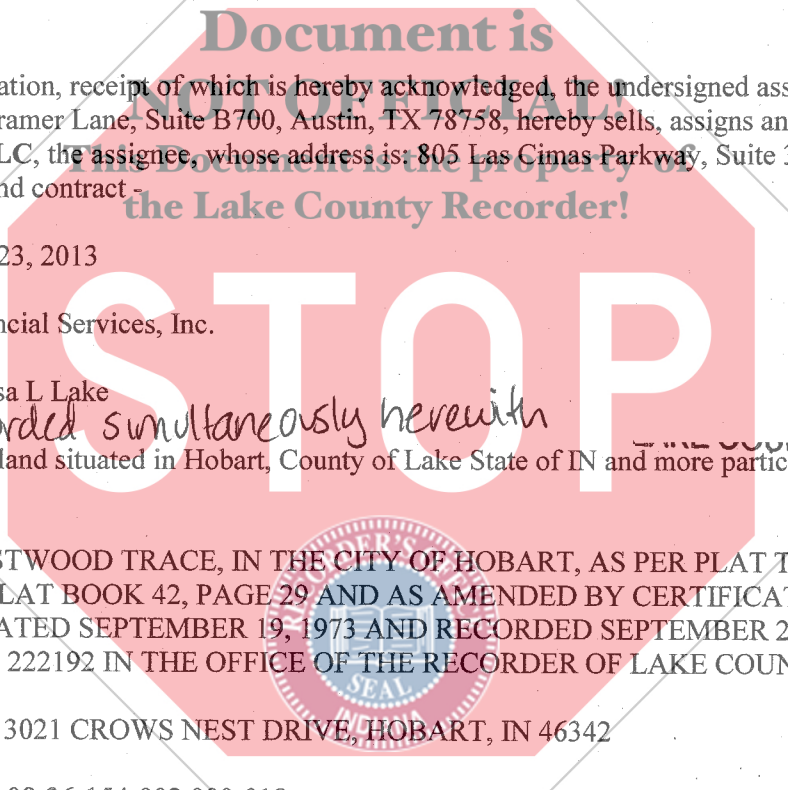 Document is
NOT OFFICIAL!
This Document is the property of
the Lake County Recorder!
STOP
ation, receipt of which is hereby acknowledged, the undersigned ass
ramer Lane, Suite B700, Austin, TX 78758, hereby sells, assigns an
LC, the assignee, whose address is: 805 Las Cimas Parkway, Suite 3
nd contract -
23, 2013
ncial Services, Inc.
sa L Lake
orded simultaneously herewith
land situated in Hobart, County of Lake State of IN and more partic
STWOOD TRACE, IN THE CITY OF HOBART, AS PER PLAT T
LAT BOOK 42, PAGE 29 AND AS AMENDED BY CERTIFICAT
ATED SEPTEMBER 19, 1973 AND RECORDED SEPTEMBER 2
222192 IN THE OFFICE OF THE RECORDER OF LAKE COUN
SEAL
INDIANA
3021 CROWS NEST DRIVE, HOBART, IN 46342